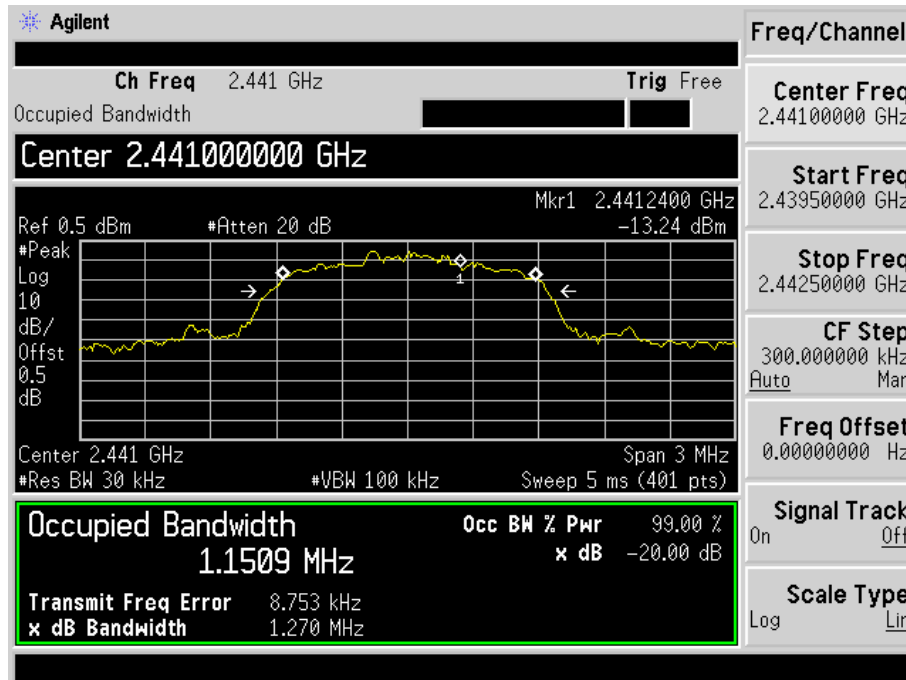 Agilent
Ch Freq 2.441 GHz Trig Free
Occupied Bandwidth
Center 2.441000000 GHz
Mkr1 2.4412400 GHz
Ref 0.5 dBm #Atten 20 dB -13.24 dBm
#Peak
Log
10
dB/
Offst
0.5
dB
1
Center 2.441 GHz Span 3 MHz
#Res BW 30 kHz #VBW 100 kHz Sweep 5 ms (401 pts)
Occupied Bandwidth
1.1509 MHz
Occ BW % Pwr 99.00 %
x dB -20.00 dB
Transmit Freq Error 8.753 kHz
x dB Bandwidth 1.270 MHz
Freq/Channel
Center Freq
2.44100000 GHz
Start Freq
2.43950000 GHz
Stop Freq
2.44250000 GHz
CF Step
300.000000 kHz
Auto Man
Freq Offset
0.00000000 Hz
Signal Track
On Off
Scale Type
Log Lin